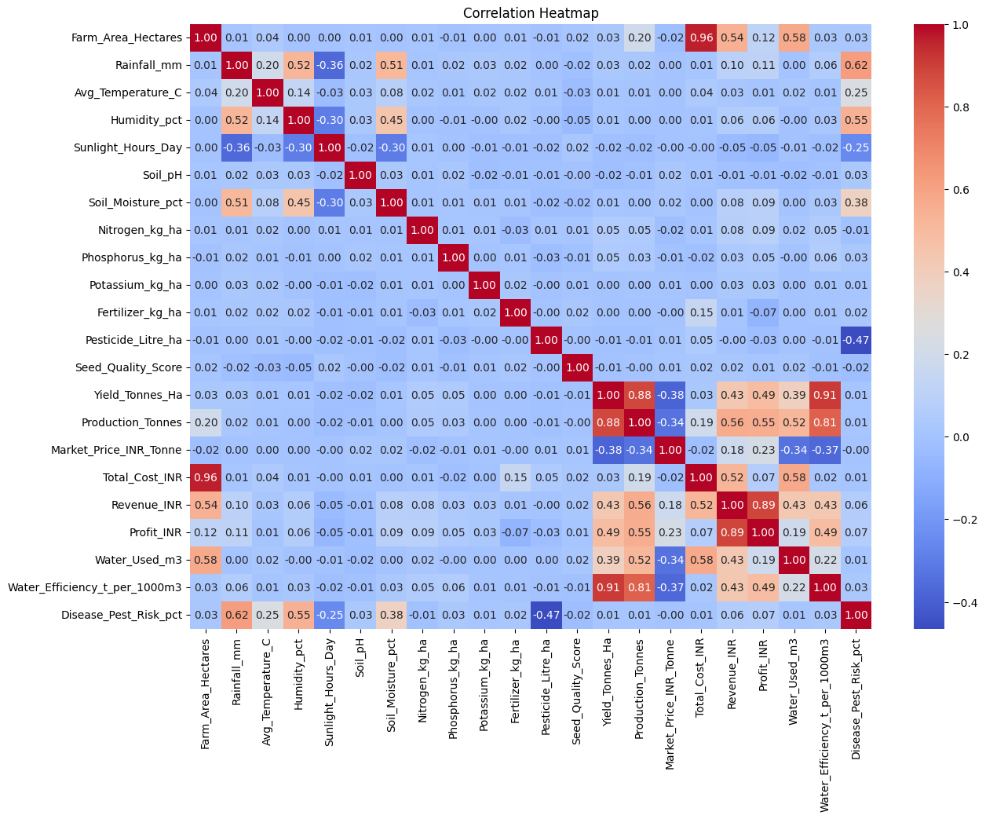 Correlation Heatmap
Farm_Area_Hectares 1.00 0.01 0.04 0.00 0.00 0.01 0.00 0.01 -0.01 0.00 0.01 -0.01 0.02 0.03 0.20 -0.02 0.96 0.54 0.12 0.58 0.03 0.03
Rainfall_mm 0.01 1.00 0.20 0.52 -0.36 0.02 0.51 0.01 0.02 0.03 0.02 0.00 -0.02 0.03 0.02 0.00 0.01 0.10 0.11 0.00 0.06 0.62
Avg_Temperature_C 0.04 0.20 1.00 0.14 -0.03 0.03 0.08 0.02 0.01 0.02 0.02 0.01 -0.03 0.01 0.01 0.00 0.04 0.03 0.01 0.02 0.01 0.25
Humidity_pct 0.00 0.52 0.14 1.00 -0.30 0.03 0.45 0.00 -0.01 -0.00 0.02 -0.00 -0.05 0.01 0.00 -0.00 0.01 0.06 0.06 -0.00 0.03 0.55
Sunlight_Hours_Day 0.00 -0.36 -0.03 -0.30 1.00 -0.02 -0.30 0.01 0.00 -0.01 0.01 -0.01 0.02 -0.02 -0.02 -0.00 -0.00 -0.05 -0.05 -0.01 -0.02 -0.25
Soil_pH 0.01 0.02 0.03 0.03 -0.02 1.00 0.03 0.01 0.02 -0.02 -0.01 -0.01 -0.00 -0.02 -0.01 0.02 0.01 -0.01 -0.01 -0.02 -0.01 0.03
Soil_Moisture_pct 0.00 0.51 0.08 0.45 -0.30 0.03 1.00 0.01 0.01 0.01 0.01 -0.02 -0.02 0.01 0.00 0.02 0.00 0.08 0.09 0.00 0.03 0.38
Nitrogen_kg_ha 0.01 0.01 0.02 0.00 0.01 0.01 0.01 1.00 0.01 0.01 -0.03 0.01 0.01 0.05 0.05 -0.02 0.01 0.08 0.09 0.02 0.05 -0.01
Phosphorus_kg_ha -0.01 0.02 0.01 -0.01 0.00 0.02 0.01 0.01 1.00 0.00 0.01 -0.03 -0.01 0.05 0.03 -0.01 -0.02 0.03 0.05 -0.00 0.06 0.03
Potassium_kg_ha 0.00 0.03 0.02 -0.00 -0.01 -0.02 0.01 0.01 0.00 1.00 0.02 -0.00 0.01 0.00 0.00 0.01 0.00 0.03 0.03 0.00 0.01 0.01
Fertilizer_kg_ha 0.01 0.02 0.02 0.02 0.01 -0.01 0.01 -0.03 0.01 0.02 1.00 -0.00 0.02 0.00 0.00 -0.00 0.15 0.01 -0.07 0.00 0.01 0.02
Pesticide_Litre_ha -0.01 0.00 0.01 -0.00 -0.01 -0.01 -0.02 0.01 -0.03 -0.00 -0.00 1.00 -0.00 -0.01 -0.01 0.01 0.05 -0.00 -0.03 0.00 -0.01 -0.47
Seed_Quality_Score 0.02 -0.02 -0.03 -0.05 0.02 -0.00 -0.02 0.01 -0.01 0.01 0.02 -0.00 1.00 -0.01 -0.00 0.01 0.02 0.02 0.01 0.02 -0.01 -0.02
Yield_Tonnes_Ha 0.03 0.03 0.01 0.01 -0.02 -0.02 0.01 0.05 0.05 0.00 0.00 -0.01 -0.01 1.00 0.88 -0.38 0.03 0.43 0.49 0.39 0.91 0.01
Production_Tonnes 0.20 0.02 0.01 0.00 -0.02 -0.01 0.00 0.05 0.03 0.00 0.00 -0.01 -0.00 0.88 1.00 -0.34 0.19 0.56 0.55 0.52 0.81 0.01
Market_Price_INR_Tonne -0.02 0.00 0.00 -0.00 -0.00 0.02 0.02 -0.02 -0.01 0.01 -0.00 0.01 0.01 -0.38 -0.34 1.00 -0.02 0.18 0.23 -0.34 -0.37 -0.00
Total_Cost_INR 0.96 0.01 0.04 0.01 -0.00 0.01 0.00 0.01 -0.02 0.00 0.15 0.05 0.02 0.03 0.19 -0.02 1.00 0.52 0.07 0.58 0.02 0.01
Revenue_INR 0.54 0.10 0.03 0.06 -0.05 -0.01 0.08 0.08 0.03 0.03 0.01 -0.00 0.02 0.43 0.56 0.18 0.52 1.00 0.89 0.43 0.43 0.06
Profit_INR 0.12 0.11 0.01 0.06 -0.05 -0.01 0.09 0.09 0.05 0.03 -0.07 -0.03 0.01 0.49 0.55 0.23 0.07 0.89 1.00 0.19 0.49 0.07
Water_Used_m3 0.58 0.00 0.02 -0.00 -0.01 -0.02 0.00 0.02 -0.00 0.00 0.00 0.00 0.02 0.39 0.52 -0.34 0.58 0.43 0.19 1.00 0.22 0.01
Water_Efficiency_t_per_1000m3 0.03 0.06 0.01 0.03 -0.02 -0.01 0.03 0.05 0.06 0.01 0.01 -0.01 -0.01 0.91 0.81 -0.37 0.02 0.43 0.49 0.22 1.00 0.01
Disease_Pest_Risk_pct 0.03 0.62 0.25 0.55 -0.25 0.03 0.38 -0.01 0.03 0.01 0.02 -0.47 -0.02 0.01 0.01 -0.00 0.01 0.06 0.07 0.01 0.01 1.00
Farm_Area_Hectares
Rainfall_mm
Avg_Temperature_C
Humidity_pct
Sunlight_Hours_Day
Soil_pH
Soil_Moisture_pct
Nitrogen_kg_ha
Phosphorus_kg_ha
Potassium_kg_ha
Fertilizer_kg_ha
Pesticide_Litre_ha
Seed_Quality_Score
Yield_Tonnes_Ha
Production_Tonnes
Market_Price_INR_Tonne
Total_Cost_INR
Revenue_INR
Profit_INR
Water_Used_m3
Water_Efficiency_t_per_1000m3
Disease_Pest_Risk_pct
1.0
0.8
0.6
0.4
0.2
0.0
-0.2
-0.4